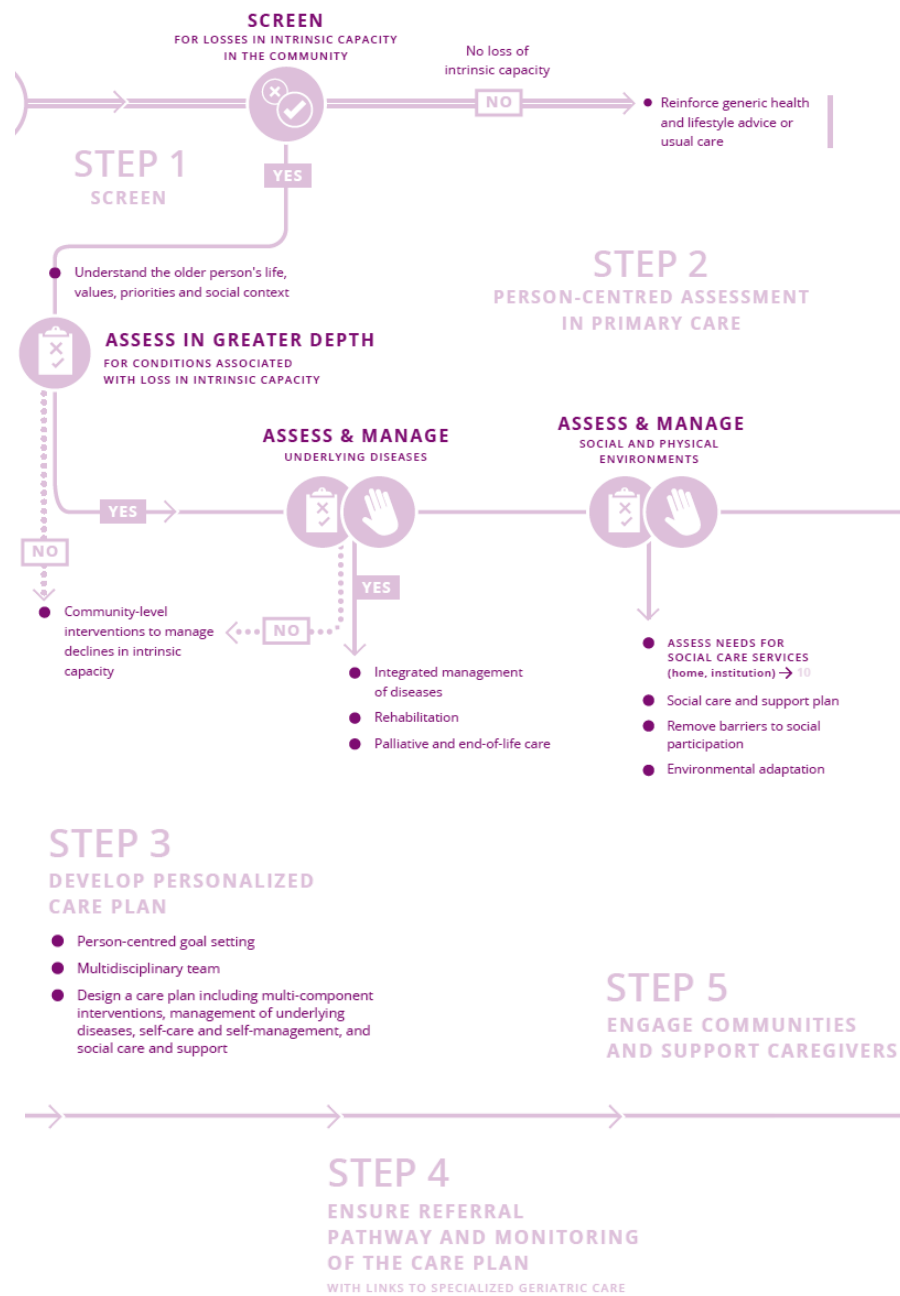 SCREEN
FOR LOSSES IN INTRINSIC CAPACITY
IN THE COMMUNITY
No loss of
intrinsic capacity
NO
Reinforce generic health
and lifestyle advice or
usual care
STEP 1
SCREEN
YES
Understand the older person's life,
values, priorities and social context
STEP 2
PERSON-CENTRED ASSESSMENT
IN PRIMARY CARE
ASSESS IN GREATER DEPTH
FOR CONDITIONS ASSOCIATED
WITH LOSS IN INTRINSIC CAPACITY
ASSESS & MANAGE
UNDERLYING DISEASES
ASSESS & MANAGE
SOCIAL AND PHYSICAL
ENVIRONMENTS
YES
NO
YES
NO
Community-level
interventions to manage
declines in intrinsic
capacity
Integrated management
of diseases
Rehabilitation
Palliative and end-of-life care
ASSESS NEEDS FOR
SOCIAL CARE SERVICES
(home, institution) → 10
Social care and support plan
Remove barriers to social
participation
Environmental adaptation
STEP 3
DEVELOP PERSONALIZED
CARE PLAN
Person-centred goal setting
Multidisciplinary team
Design a care plan including multi-component
interventions, management of underlying
diseases, self-care and self-management, and
social care and support
STEP 5
ENGAGE COMMUNITIES
AND SUPPORT CAREGIVERS
STEP 4
ENSURE REFERRAL
PATHWAY AND MONITORING
OF THE CARE PLAN
WITH LINKS TO SPECIALIZED GERIATRIC CARE